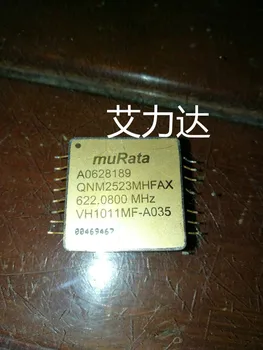 艾力达
muRata
A0628189
QNM2523MHFAX
622.0800 MHz
VH1011MF-A035
00469467